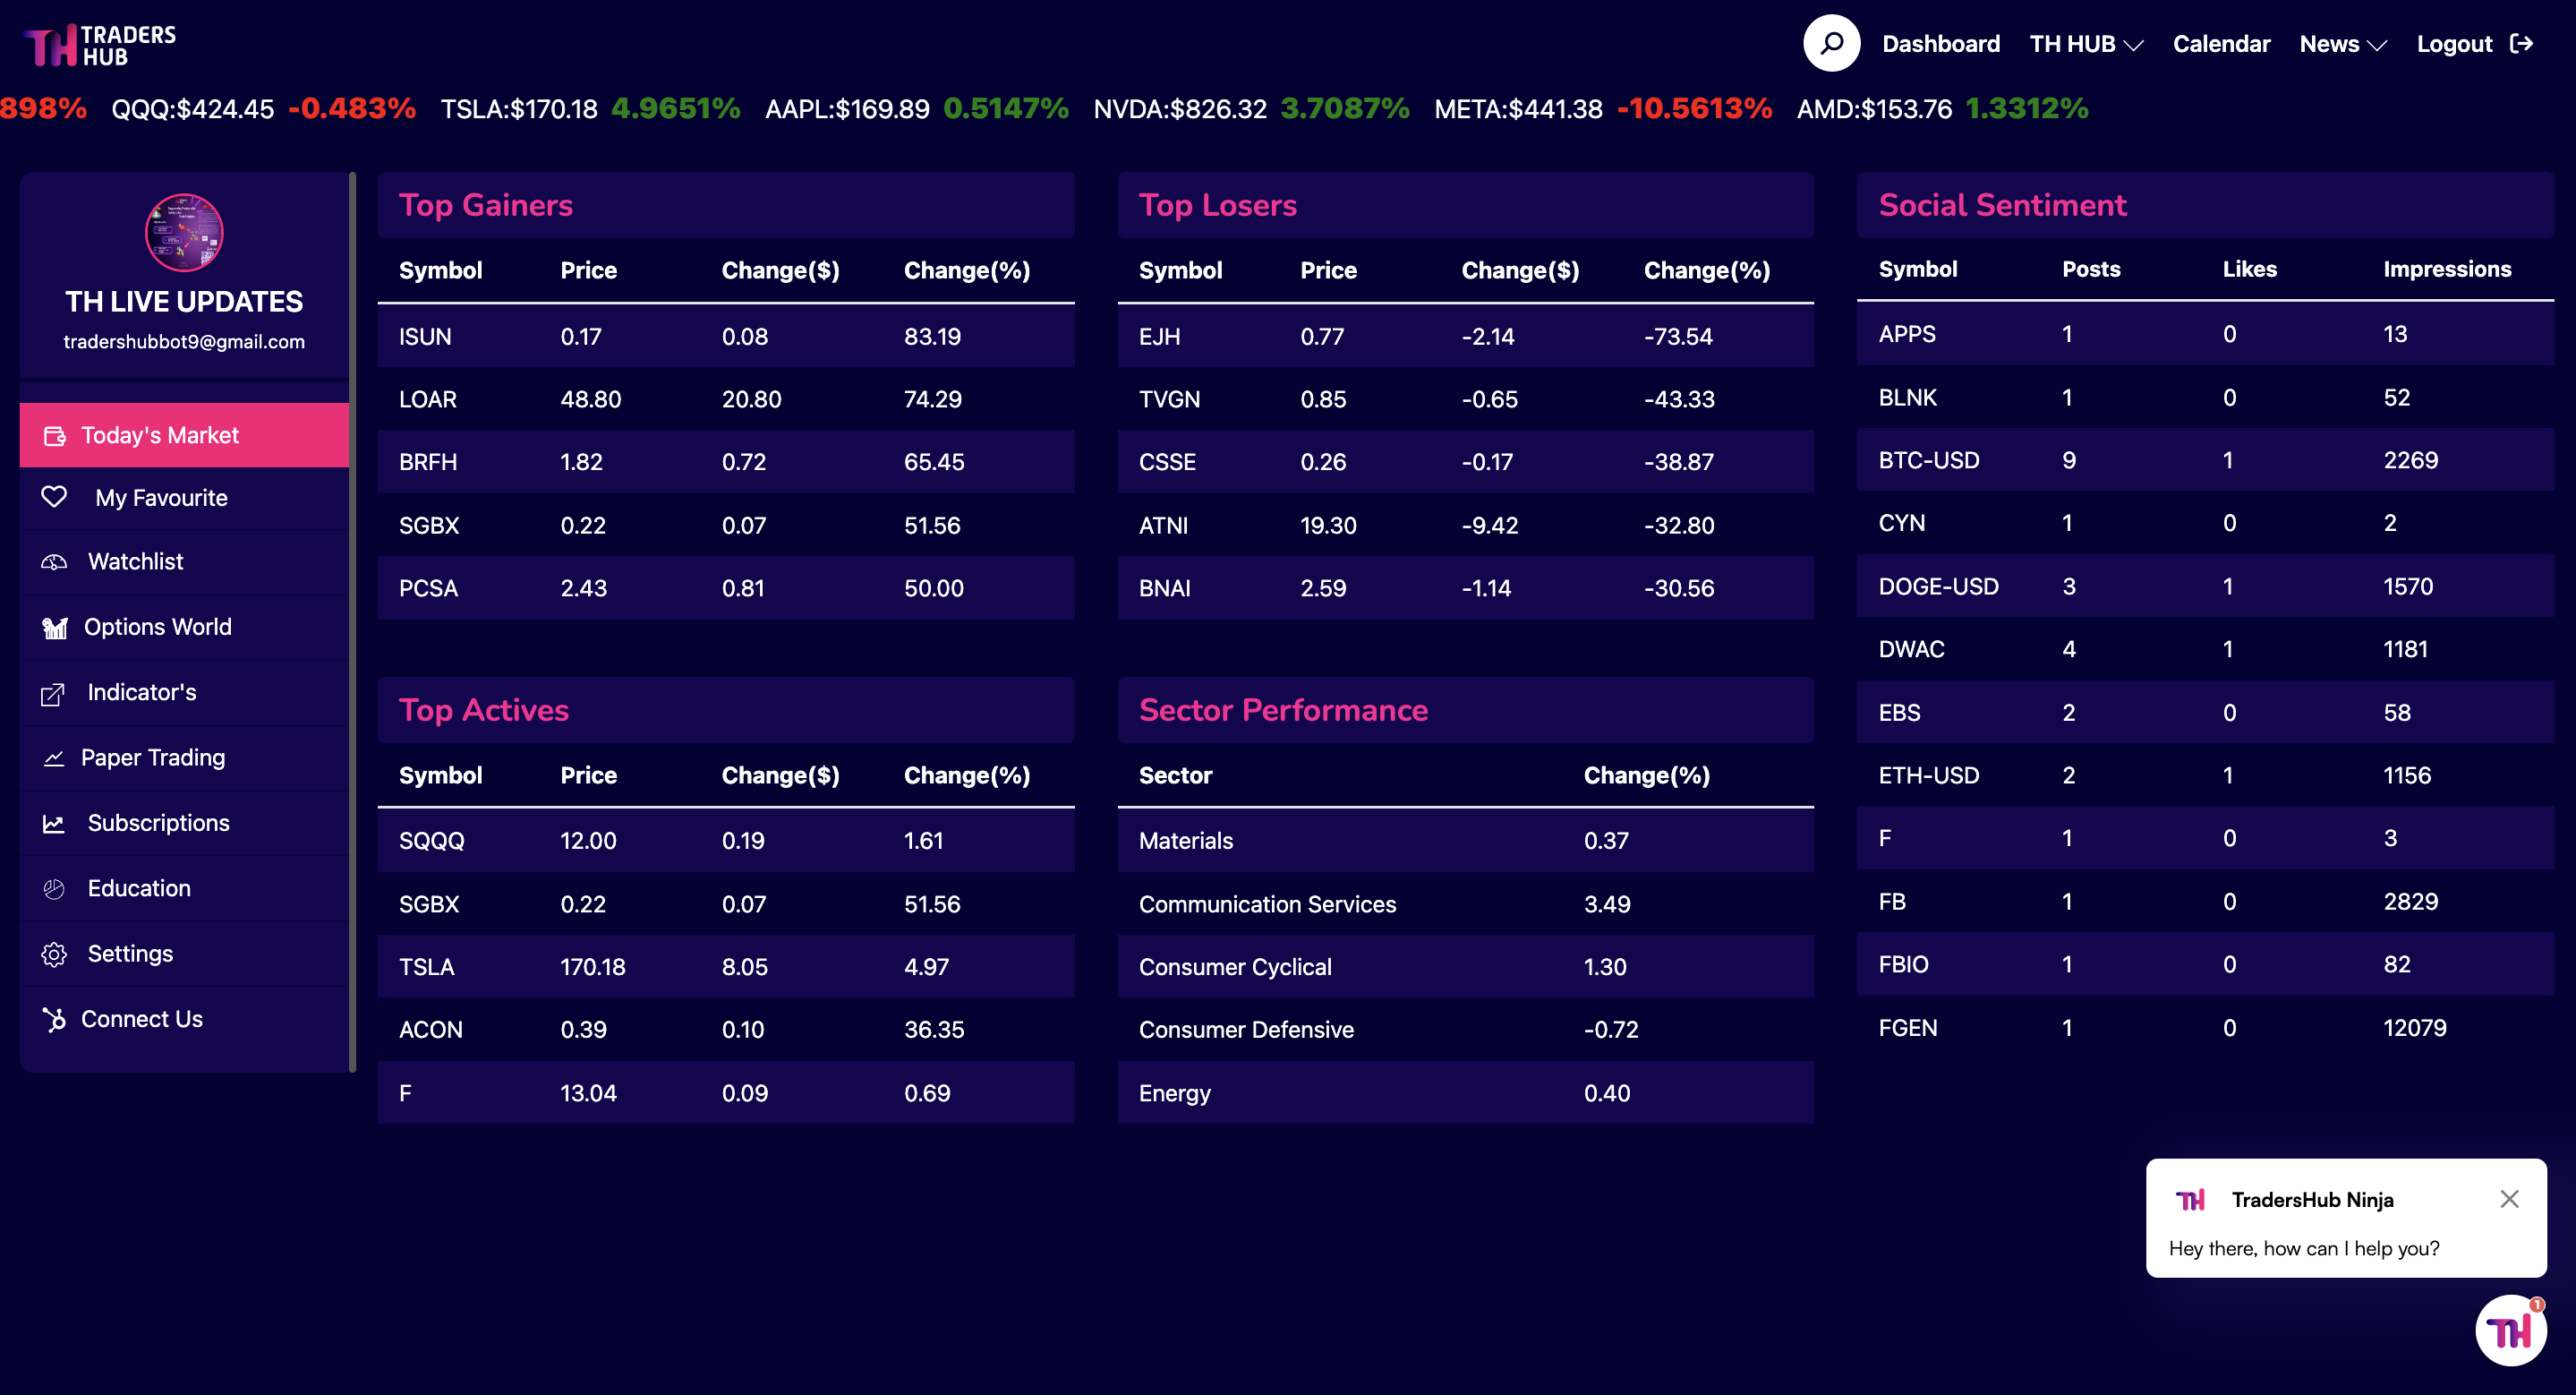 TH TRADERS HUB
Dashboard TH HUB Calendar News Logout
898% QQQ:$424.45 -0.483% TSLA:$170.18 4.9651% AAPL:$169.89 0.5147% NVDA:$826.32 3.7087% META:$441.38 -10.5613% AMD:$153.76 1.3312%
TH LIVE UPDATES
tradershubbot9@gmail.com
Today's Market
My Favourite
Watchlist
Options World
Indicator's
Paper Trading
Subscriptions
Education
Settings
Connect Us
Top Gainers
Symbol Price Change($) Change(%)
ISUN 0.17 0.08 83.19
LOAR 48.80 20.80 74.29
BRFH 1.82 0.72 65.45
SGBX 0.22 0.07 51.56
PCSA 2.43 0.81 50.00
Top Losers
Symbol Price Change($) Change(%)
EJH 0.77 -2.14 -73.54
TVGN 0.85 -0.65 -43.33
CSSE 0.26 -0.17 -38.87
ATNI 19.30 -9.42 -32.80
BNAI 2.59 -1.14 -30.56
Top Actives
Symbol Price Change($) Change(%)
SQQQ 12.00 0.19 1.61
SGBX 0.22 0.07 51.56
TSLA 170.18 8.05 4.97
ACON 0.39 0.10 36.35
F 13.04 0.09 0.69
Sector Performance
Sector Change(%)
Materials 0.37
Communication Services 3.49
Consumer Cyclical 1.30
Consumer Defensive -0.72
Energy 0.40
Social Sentiment
Symbol Posts Likes Impressions
APPS 1 0 13
BLNK 1 0 52
BTC-USD 9 1 2269
CYN 1 0 2
DOGE-USD 3 1 1570
DWAC 4 1 1181
EBS 2 0 58
ETH-USD 2 1 1156
F 1 0 3
FB 1 0 2829
FBIO 1 0 82
FGEN 1 0 12079
TH TradersHub Ninja
Hey there, how can I help you?
1
TH